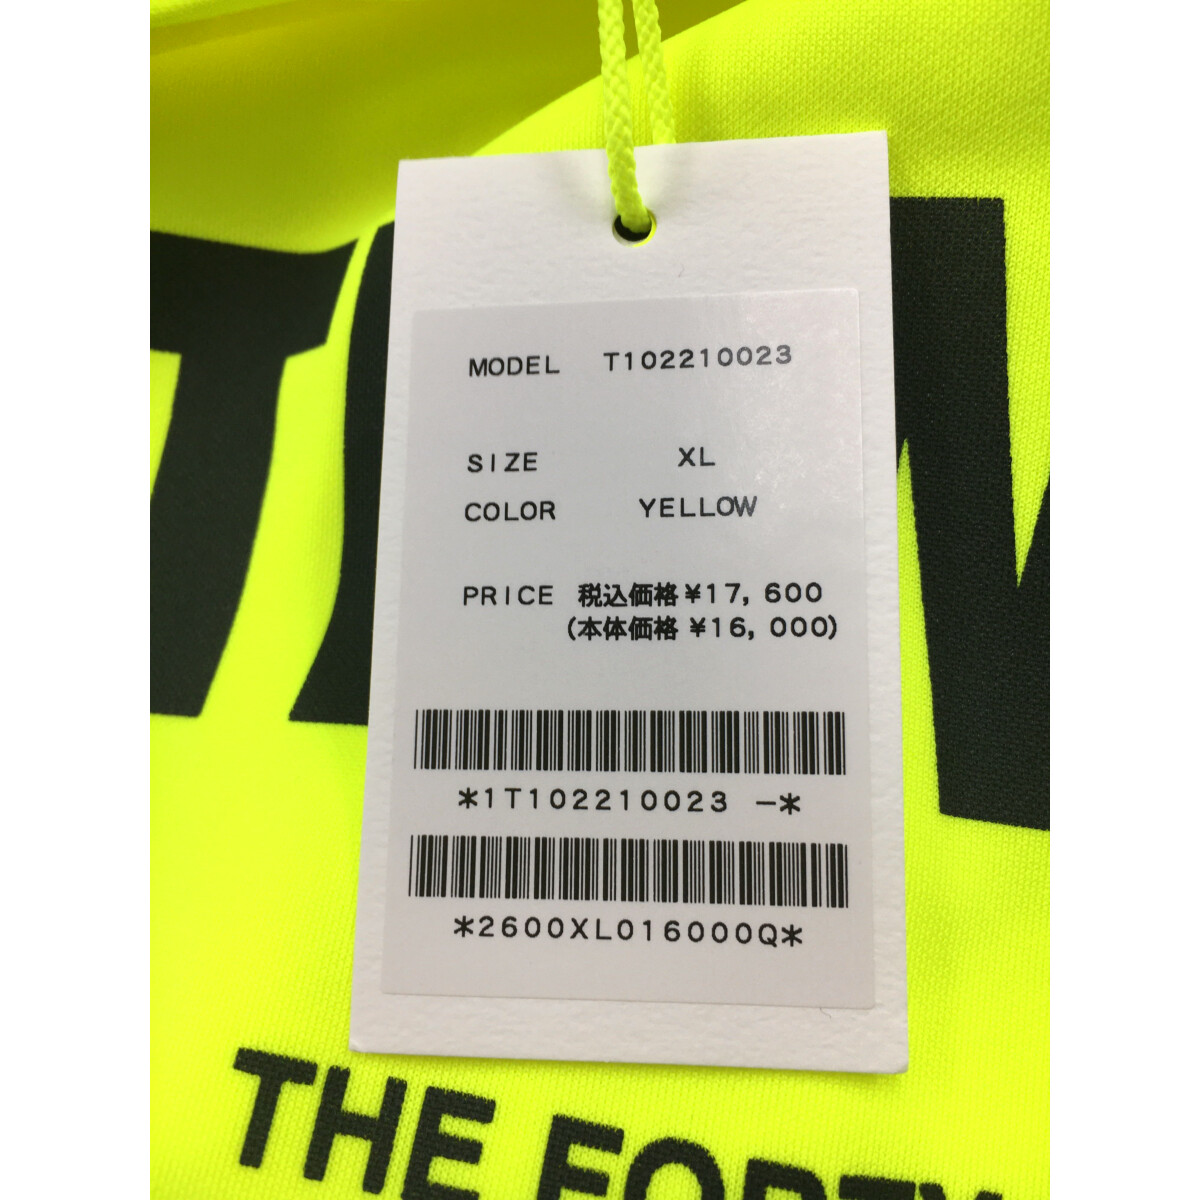 MODEL T102210023
SIZE XL
COLOR YELLOW
PRICE 税込価格 ¥17,600
(本体価格 ¥16,000)
*1T102210023 -*
*2600XL016000Q*
THE FORTY